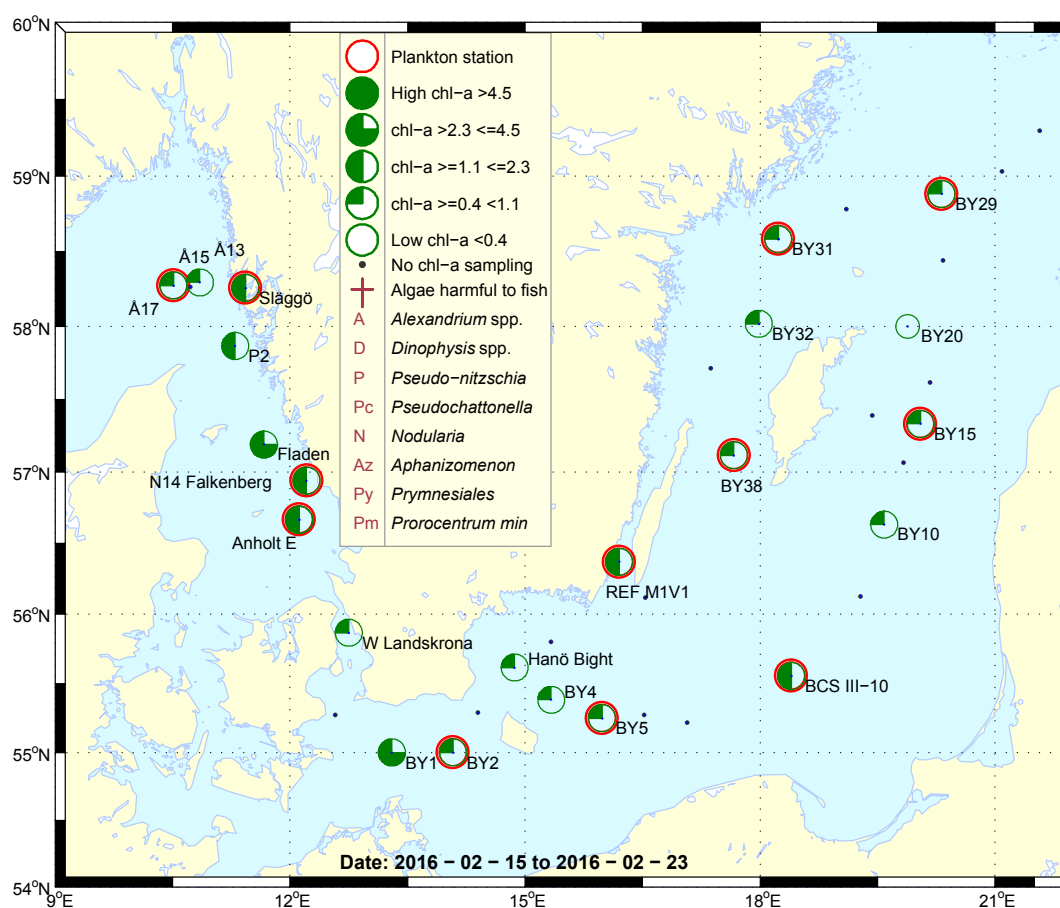 60°N
59°N
58°N
57°N
56°N
55°N
54°N
9°E
12°E
15°E
18°E
21°E
Plankton station
High chl−a >4.5
chl−a >2.3 <=4.5
chl−a >=1.1 <=2.3
chl−a >=0.4 <1.1
Low chl−a <0.4
No chl−a sampling
Algae harmful to fish
A Alexandrium spp.
D Dinophysis spp.
P Pseudo−nitzschia
Pc Pseudochattonella
N Nodularia
Az Aphanizomenon
Py Prymnesiales
Pm Prorocentrum min
BY29
BY31
Å13
Å15
Å17
Släggö
P2
BY32
BY20
BY15
Fladen
N14 Falkenberg
BY38
Anholt E
BY10
REF M1V1
W Landskrona
Hanö Bight
BCS III−10
BY4
BY5
BY1
BY2
Date: 2016 − 02 − 15 to 2016 − 02 − 23